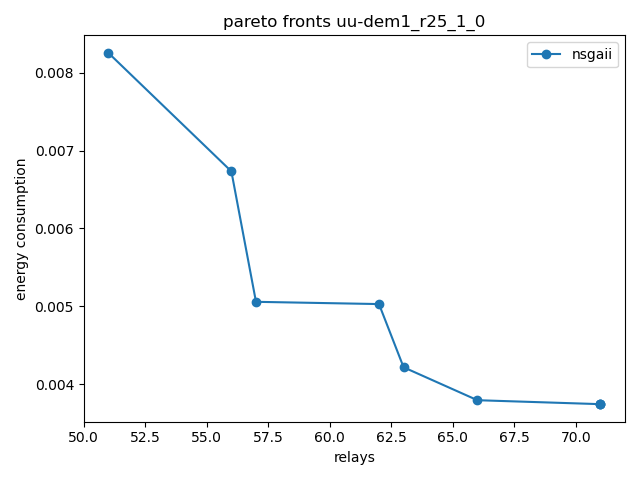 pareto fronts uu-dem1_r25_1_0
nsgaii
0.008
0.007
0.006
0.005
0.004
energy consumption
50.0 52.5 55.0 57.5 60.0 62.5 65.0 67.5 70.0
relays